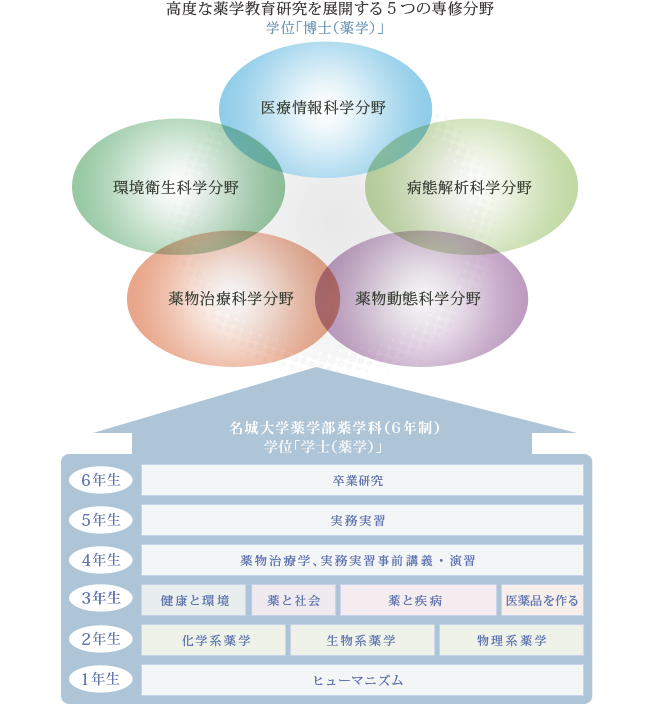 高度な薬学教育研究を展開する５つの専修分野
学位「博士（薬学）」
医療情報科学分野
環境衛生科学分野
病態解析科学分野
薬物治療科学分野
薬物動態科学分野
名城大学薬学部薬学科（６年制）
学位「学士（薬学）」
6年生
卒業研究
5年生
実務実習
4年生
薬物治療学、実務実習事前講義・演習
3年生
健康と環境
薬と社会
薬と疾病
医薬品を作る
2年生
化学系薬学
生物系薬学
物理系薬学
1年生
ヒューマニズム